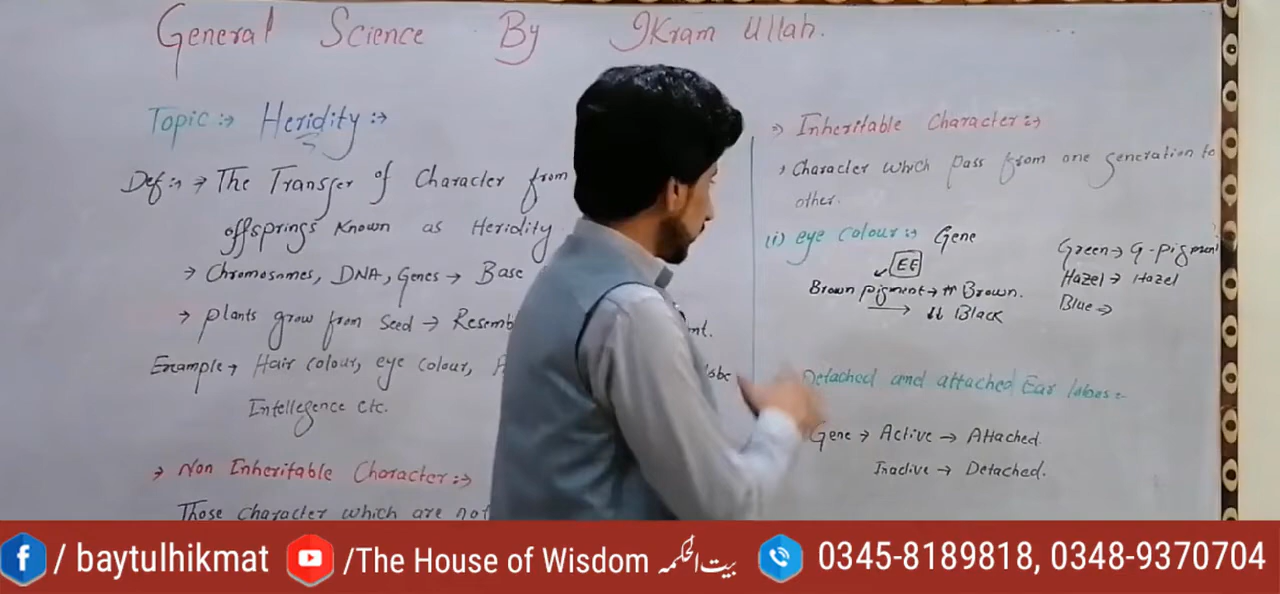 General Science By Ikram Ullah.
Topic :→ Heridity :→
Def :→ → The Transfer of Character from
offsprings Known as Heridity
→ Chromosomes, DNA, Genes → Base
→ plants grow from Seed → Resemb
nt.
Example → Hair colour, eye colour,
lobe
Intellegence etc.
→ Non Inheritable Character :→
Those character which are not
→ Inheritable Character :→
Character which pass from one generation to
other.
(i) eye colour :→ Gene
EE
Brown pigment → ↑↑ Brown.
→ ↓↓ Black
Green → G-pigment
Hazel → Hazel
Blue →
Detached and attached Ear lobes :-
Gene → Active → Attached.
Inactive → Detached.
/ baytulhikmat
/The House of Wisdom بیت الحکمہ
0345-8189818, 0348-9370704